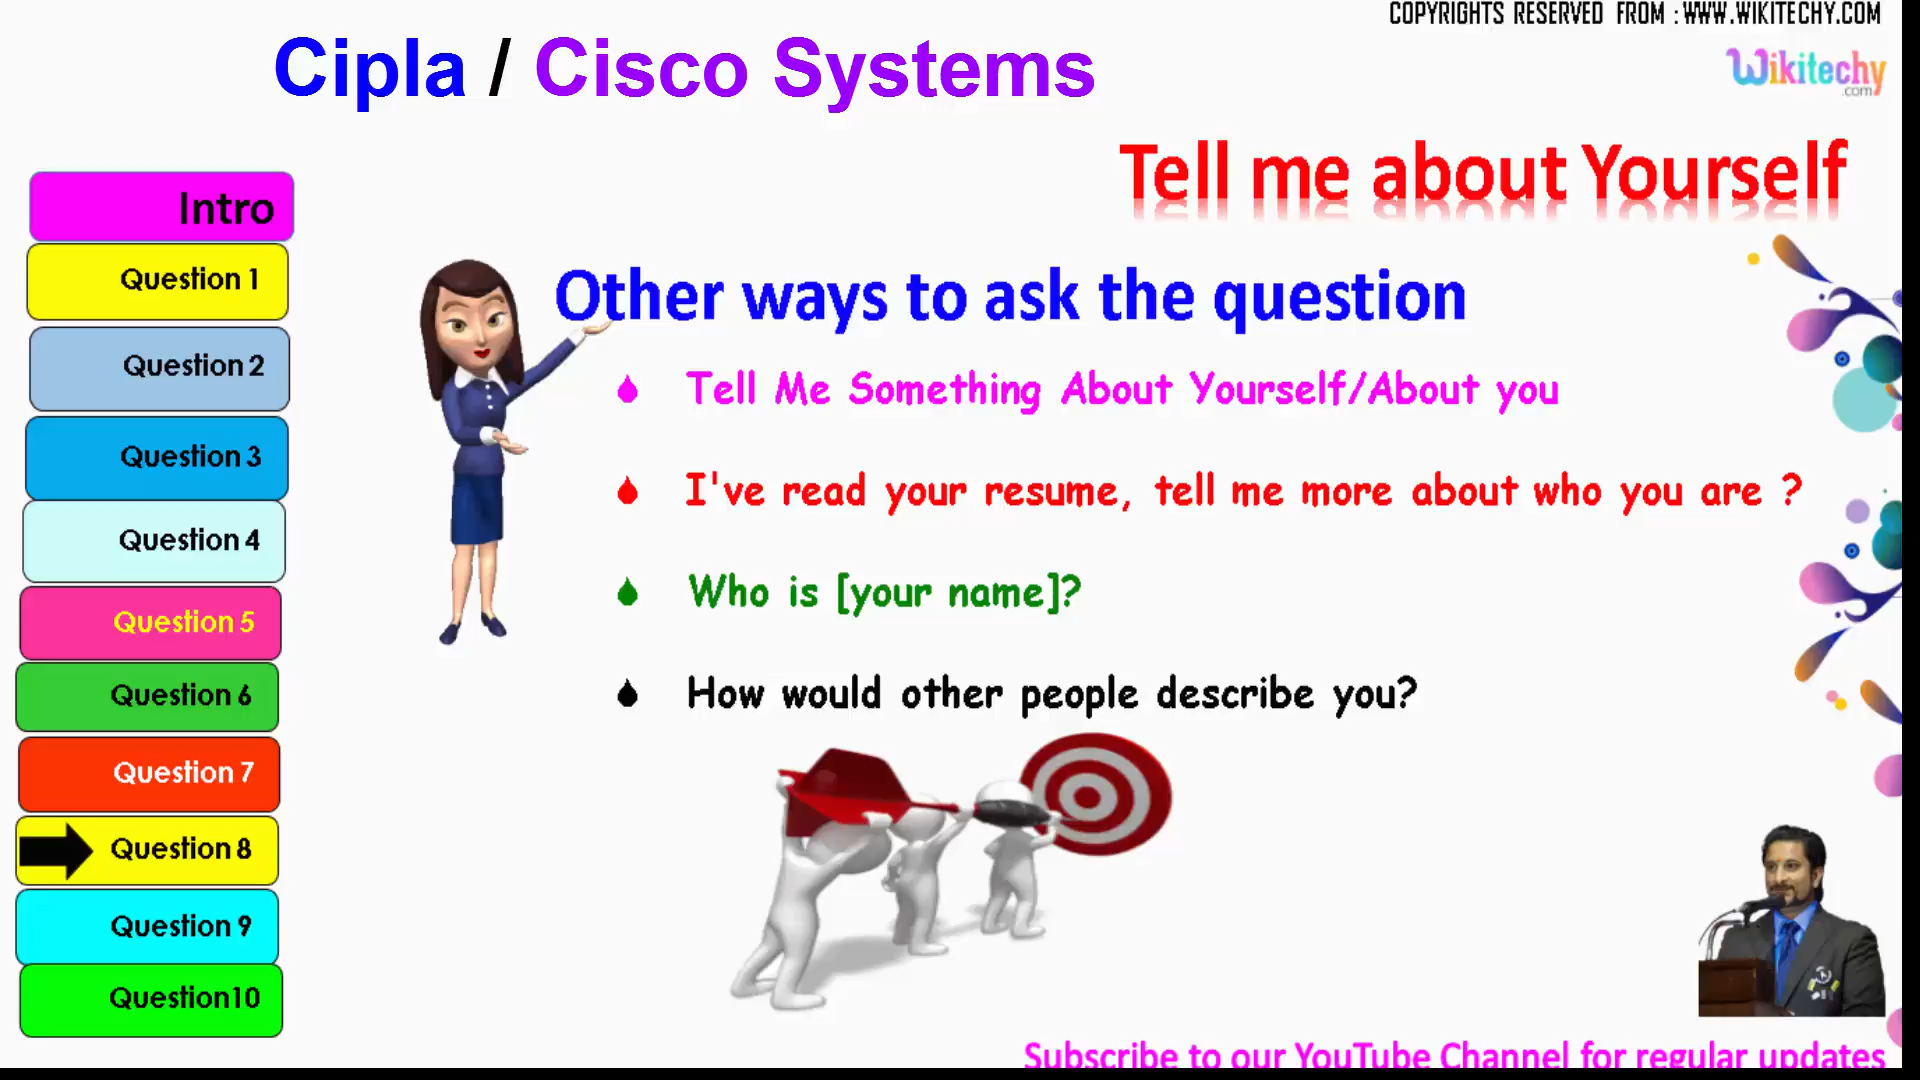 COPYRIGHTS RESERVED FROM : WWW.WIKITECHY.COM
Cipla / Cisco Systems
Wikitechy
.com
Tell me about Yourself
Intro
Question 1
Question 2
Question 3
Question 4
Question 5
Question 6
Question 7
Question 8
Question 9
Question10
Other ways to ask the question
Tell Me Something About Yourself/About you
I've read your resume, tell me more about who you are ?
Who is [your name]?
How would other people describe you?
Subscribe to our YouTube Channel for regular updates